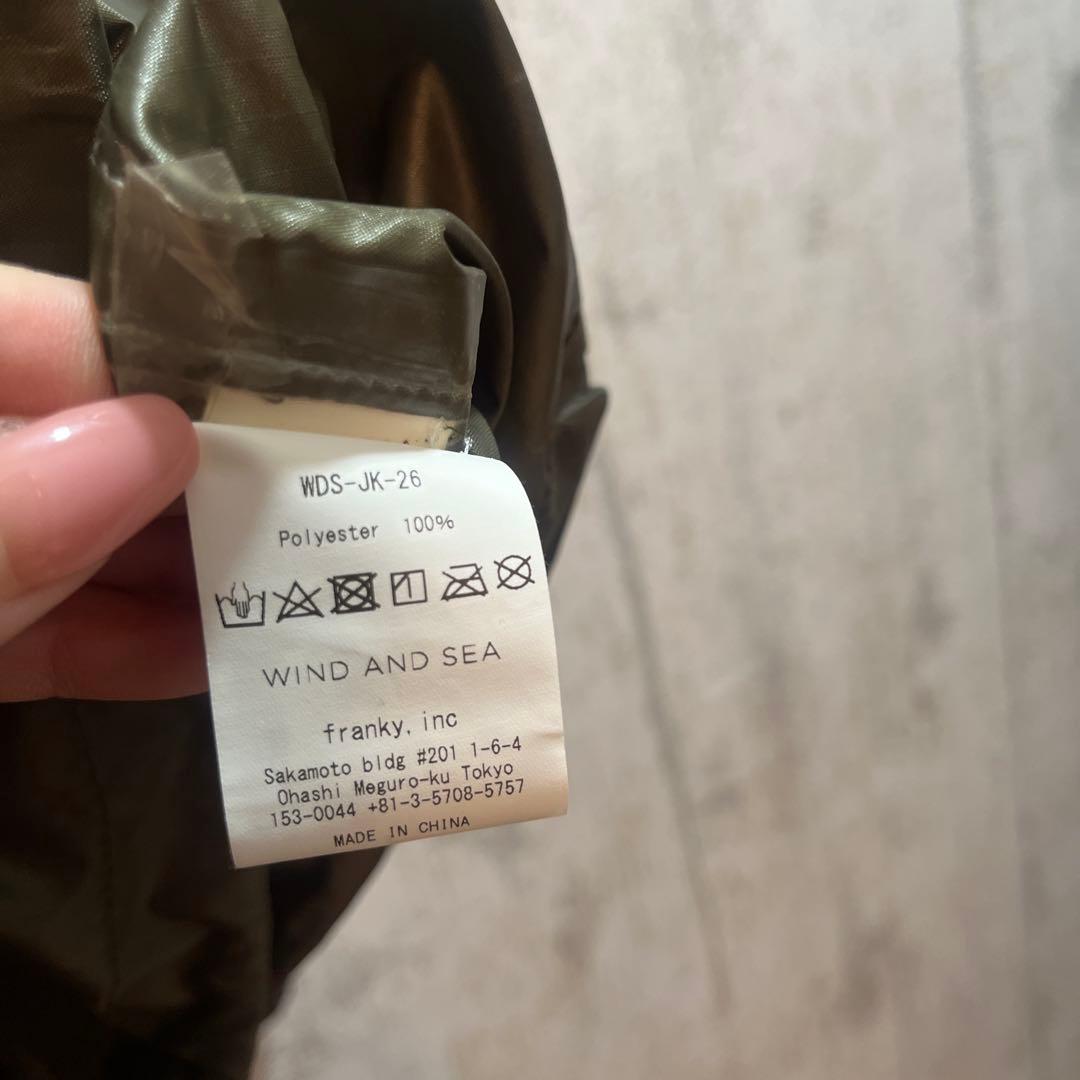 WDS-JK-26
Polyester 100%
WIND AND SEA
franky, inc
Sakamoto bldg #201 1-6-4
Ohashi Meguro-ku Tokyo
153-0044 +81-3-5708-5757
MADE IN CHINA